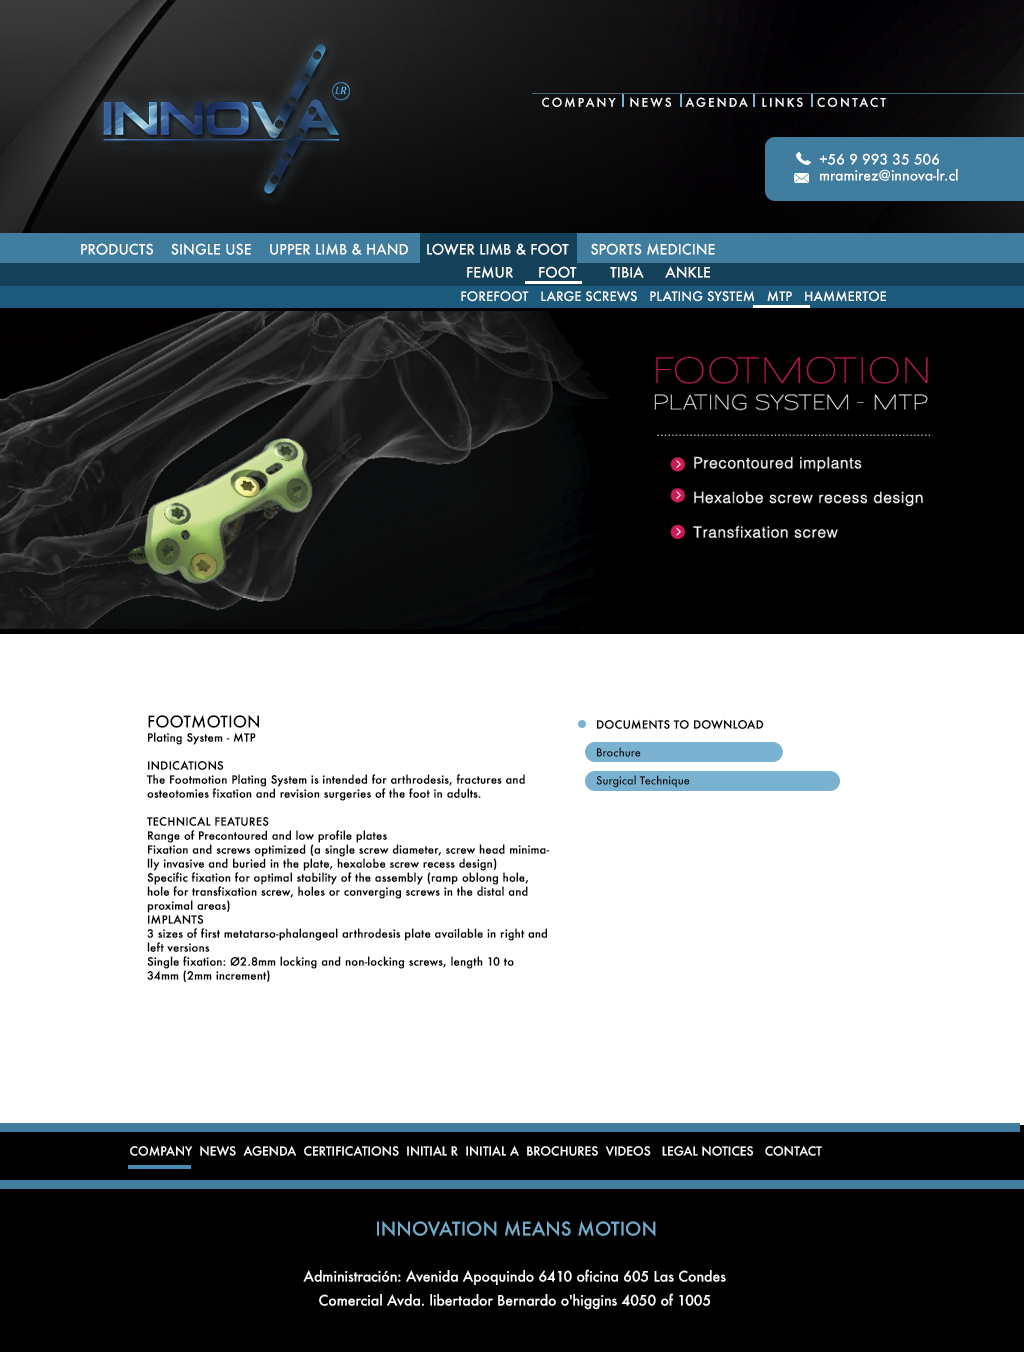 INNOVA LR
COMPANY NEWS AGENDA LINKS CONTACT
+56 9 993 35 506
mramirez@innova-lr.cl
PRODUCTS SINGLE USE UPPER LIMB & HAND LOWER LIMB & FOOT SPORTS MEDICINE
FEMUR FOOT TIBIA ANKLE
FOREFOOT LARGE SCREWS PLATING SYSTEM MTP HAMMERTOE
FOOTMOTION
PLATING SYSTEM - MTP
Precontoured implants
Hexalobe screw recess design
Transfixation screw
FOOTMOTION
Plating System - MTP
INDICATIONS
The Footmotion Plating System is intended for arthrodesis, fractures and
osteotomies fixation and revision surgeries of the foot in adults.
TECHNICAL FEATURES
Range of Precontoured and low profile plates
Fixation and screws optimized (a single screw diameter, screw head minima-
lly invasive and buried in the plate, hexalobe screw recess design)
Specific fixation for optimal stability of the assembly (ramp oblong hole,
hole for transfixation screw, holes or converging screws in the distal and
proximal areas)
IMPLANTS
3 sizes of first metatarso-phalangeal arthrodesis plate available in right and
left versions
Single fixation: Ø2.8mm locking and non-locking screws, length 10 to
34mm (2mm increment)
DOCUMENTS TO DOWNLOAD
Brochure
Surgical Technique
COMPANY NEWS AGENDA CERTIFICATIONS INITIAL R INITIAL A BROCHURES VIDEOS LEGAL NOTICES CONTACT
INNOVATION MEANS MOTION
Administración: Avenida Apoquindo 6410 oficina 605 Las Condes
Comercial Avda. libertador Bernardo o'higgins 4050 of 1005